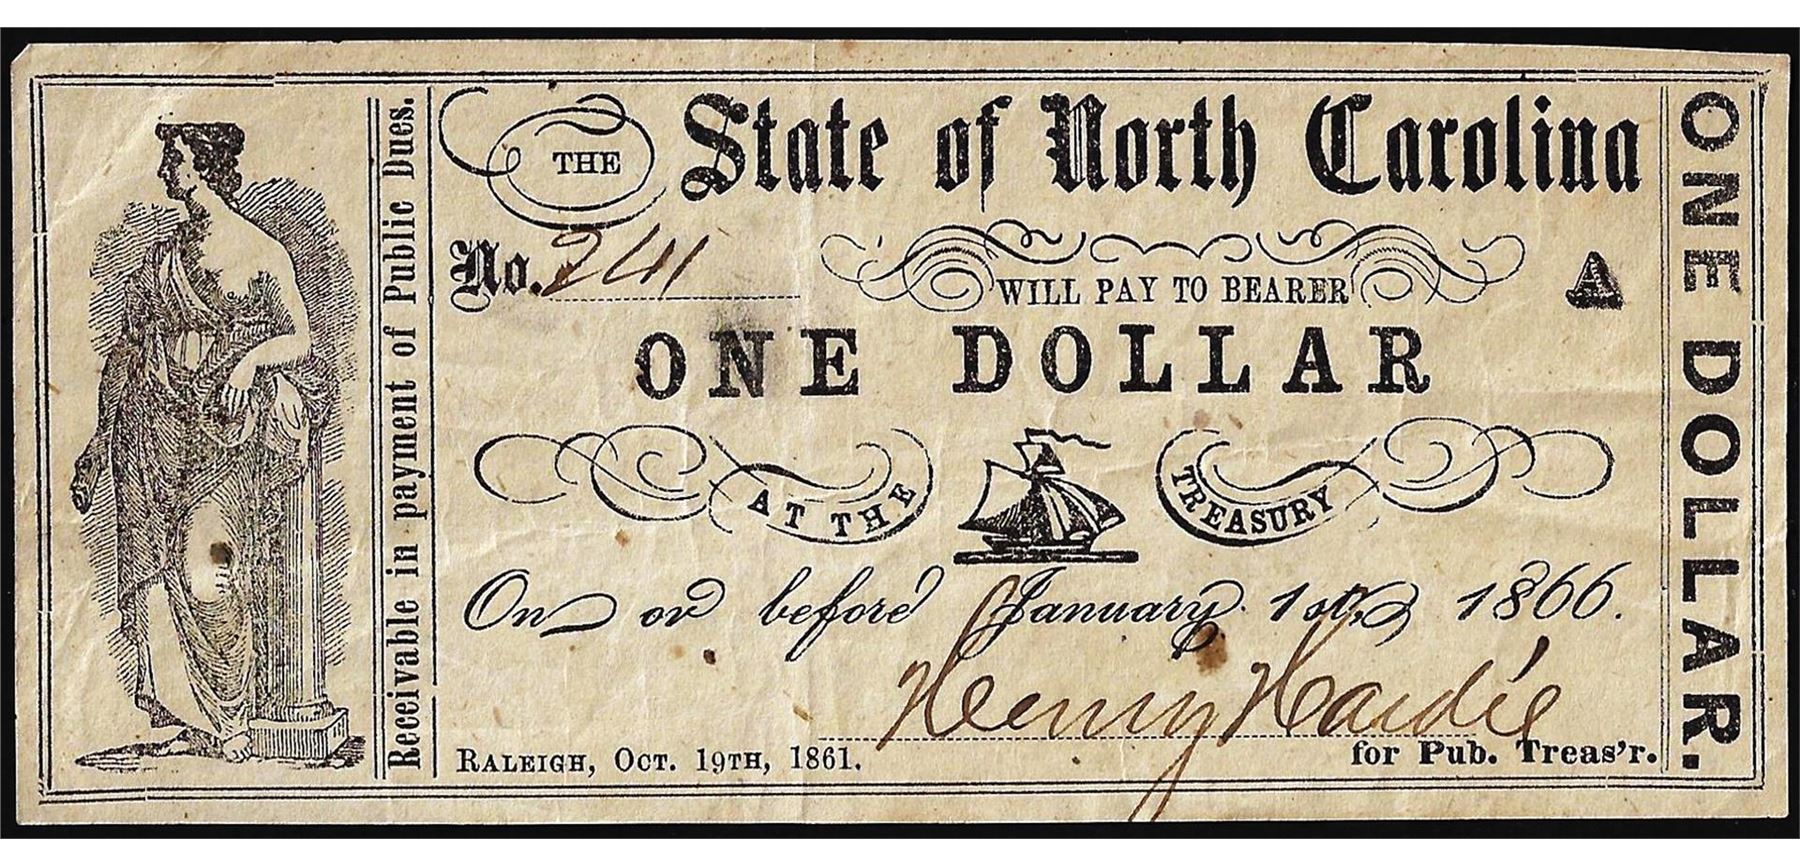 Receivable in payment of Public Dues.
THE State of North Carolina
No. 241
WILL PAY TO BEARER
A
ONE DOLLAR
AT THE TREASURY
On or before January 1st, 1866.
Henry Hardie
RALEIGH, OCT. 19TH, 1861.
for Pub. Treas'r.
ONE DOLLAR.